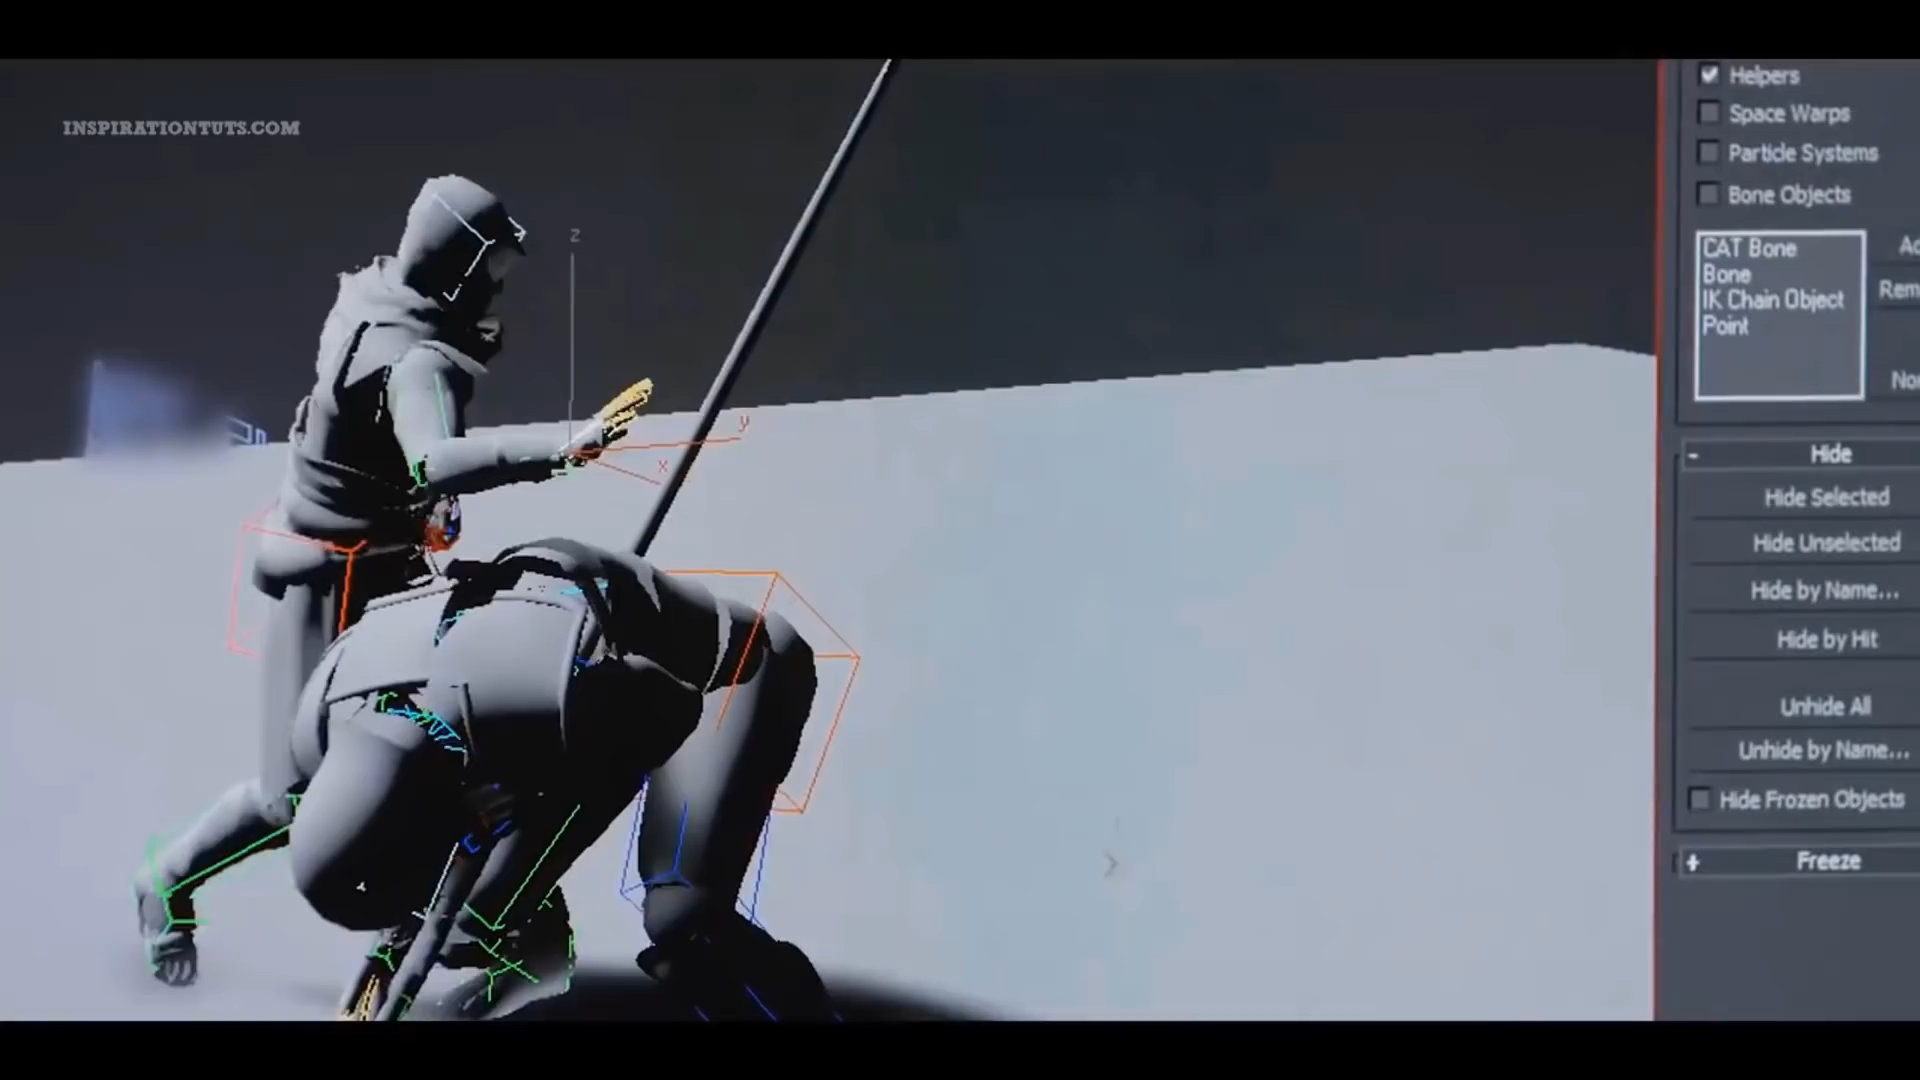 INSPIRATIONTUTS.COM
Helpers
Space Warps
Particle Systems
Bone Objects
CAT Bone
Bone
IK Chain Object
Point
z
y
x
- Hide
Hide Selected
Hide Unselected
Hide by Name...
Hide by Hit
Unhide All
Unhide by Name...
Hide Frozen Objects
+ Freeze